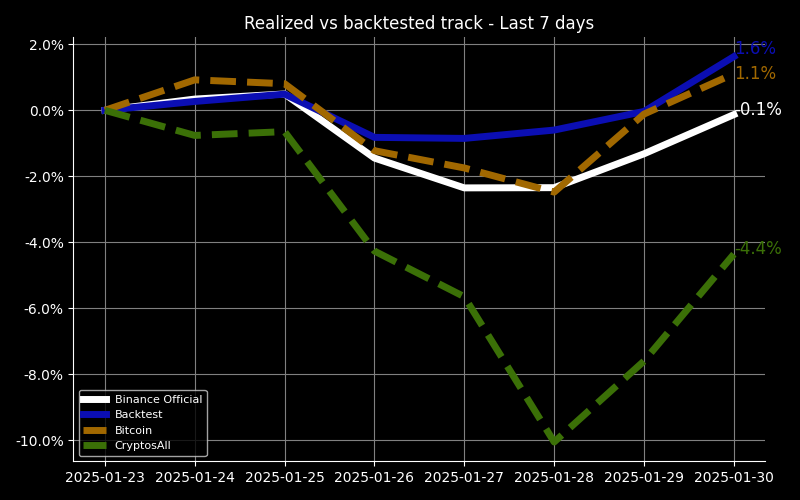 Realized vs backtested track - Last 7 days
2.0%
0.0%
-2.0%
-4.0%
-6.0%
-8.0%
-10.0%
1.6%
1.1%
-0.1%
-4.4%
Binance Official
Backtest
Bitcoin
CryptosAll
2025-01-23 2025-01-24 2025-01-25 2025-01-26 2025-01-27 2025-01-28 2025-01-29 2025-01-30